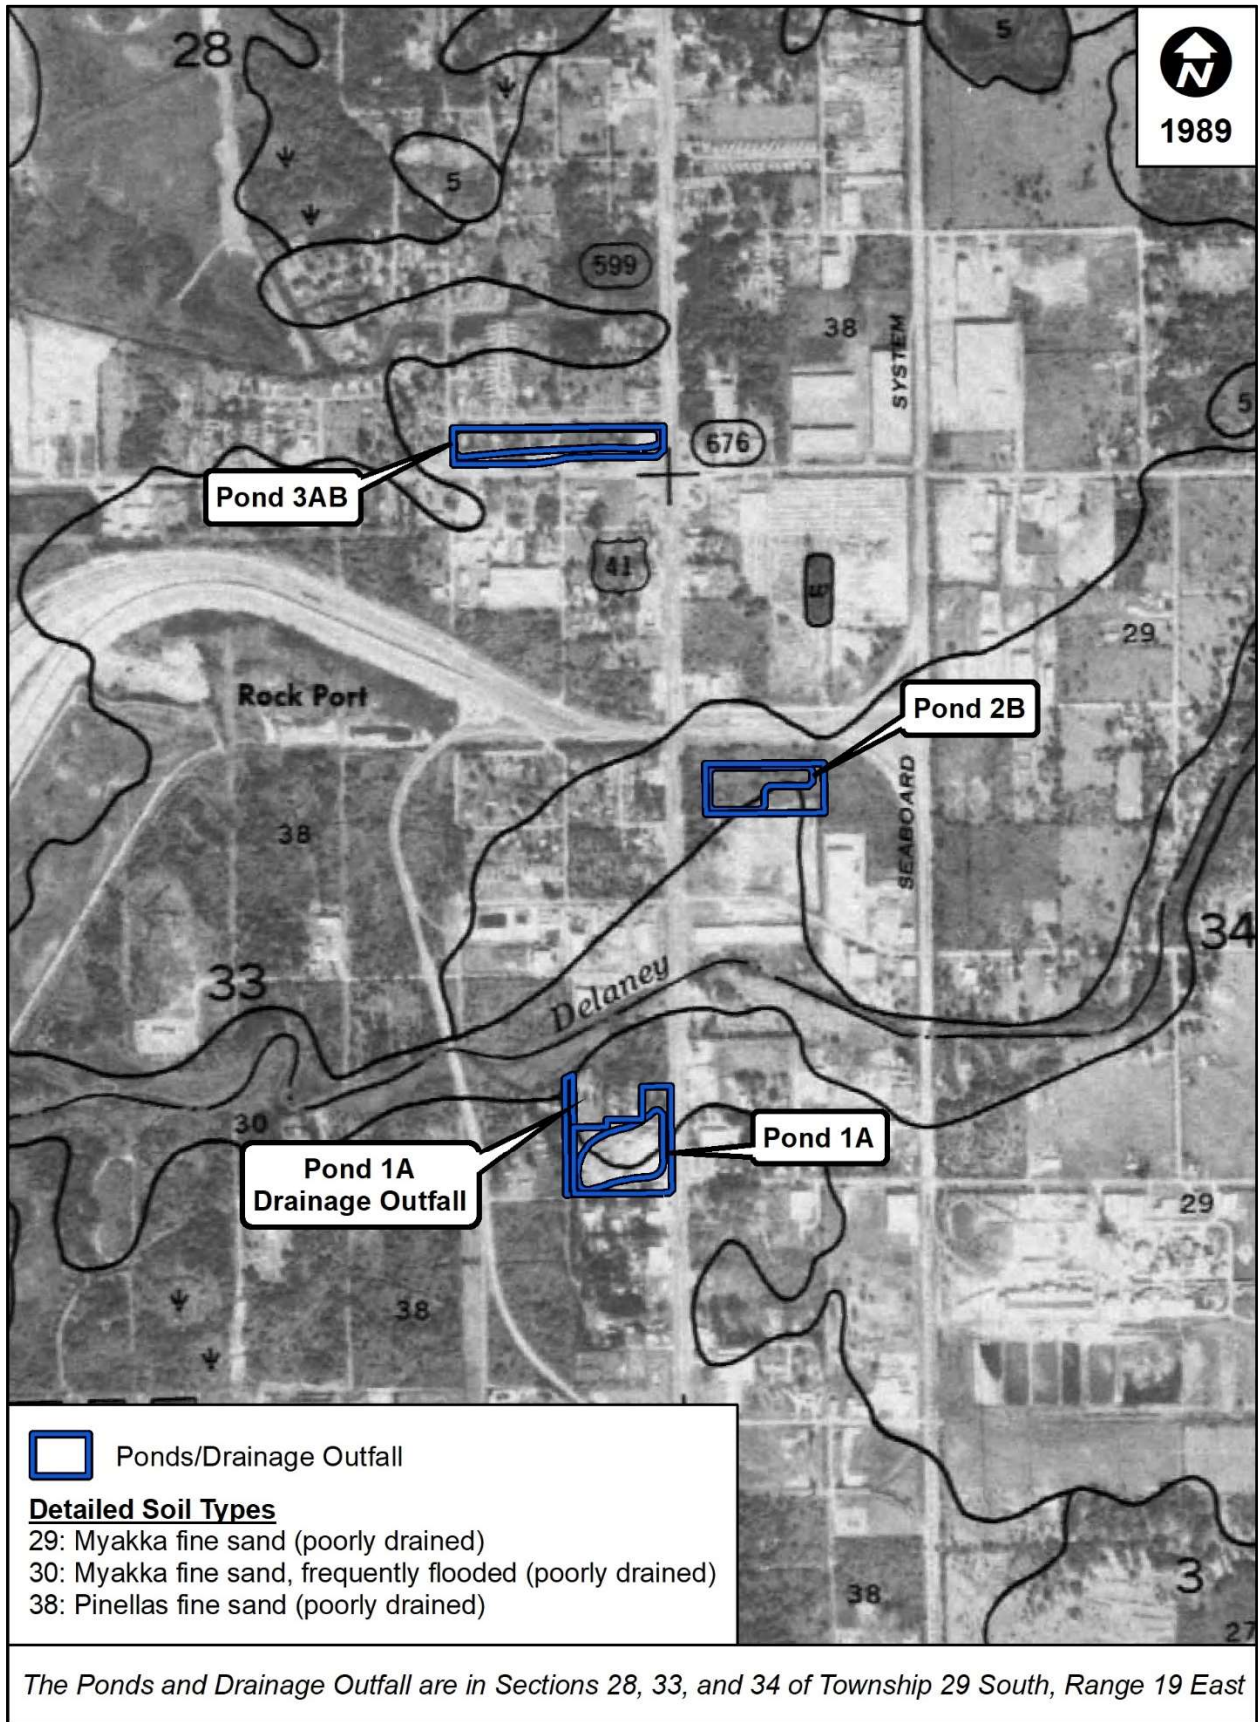 28
5
N
1989
5
599
38
SYSTEM
5
676
Pond 3AB
41
29
Rock Port
Pond 2B
38
SEABOARD
34
33
Delaney
30
Pond 1A
Drainage Outfall
Pond 1A
29
38
Ponds/Drainage Outfall
Detailed Soil Types
29: Myakka fine sand (poorly drained)
30: Myakka fine sand, frequently flooded (poorly drained)
38: Pinellas fine sand (poorly drained)
38
3
27
The Ponds and Drainage Outfall are in Sections 28, 33, and 34 of Township 29 South, Range 19 East